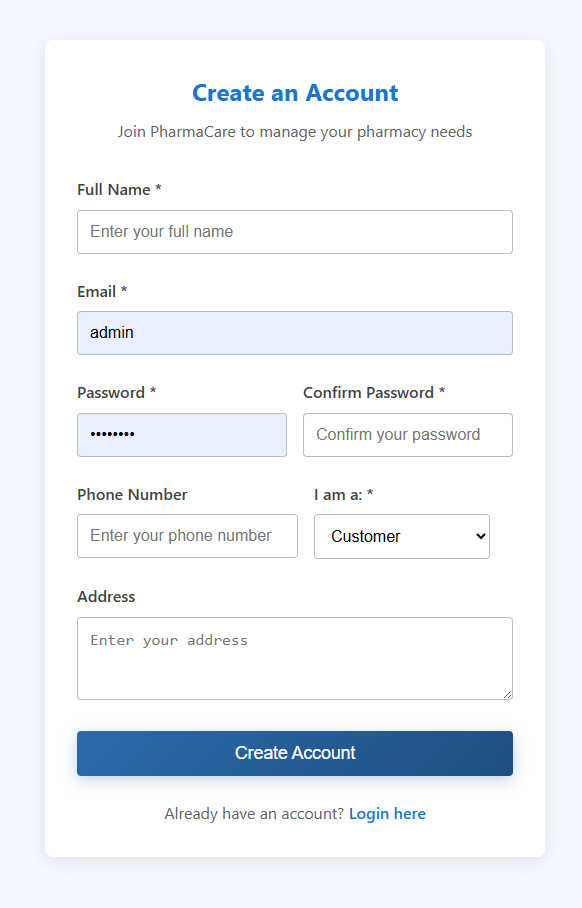 Create an Account
Join PharmaCare to manage your pharmacy needs
Full Name *
Enter your full name
Email *
admin
Password * Confirm Password *
•••••••• Confirm your password
Phone Number I am a: *
Enter your phone number Customer
Address
Enter your address
Create Account
Already have an account? Login here